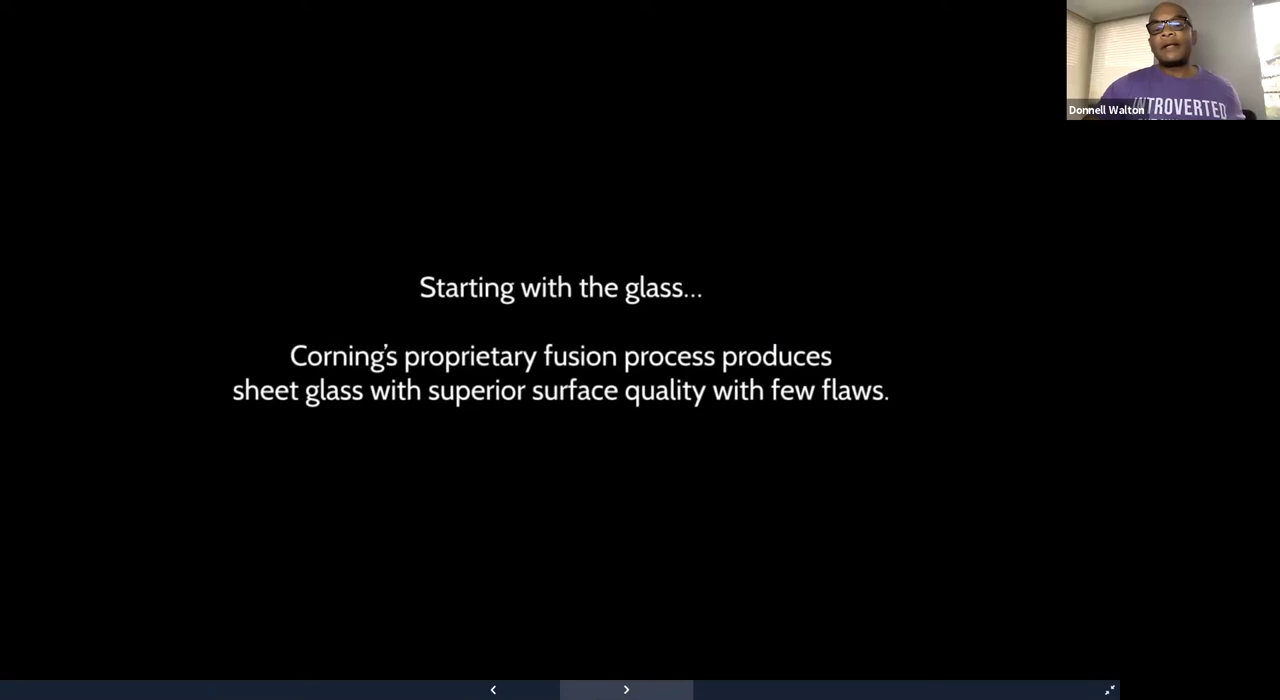 Starting with the glass...
Corning's proprietary fusion process produces
sheet glass with superior surface quality with few flaws.
INTROVERTED
Donnell Walton